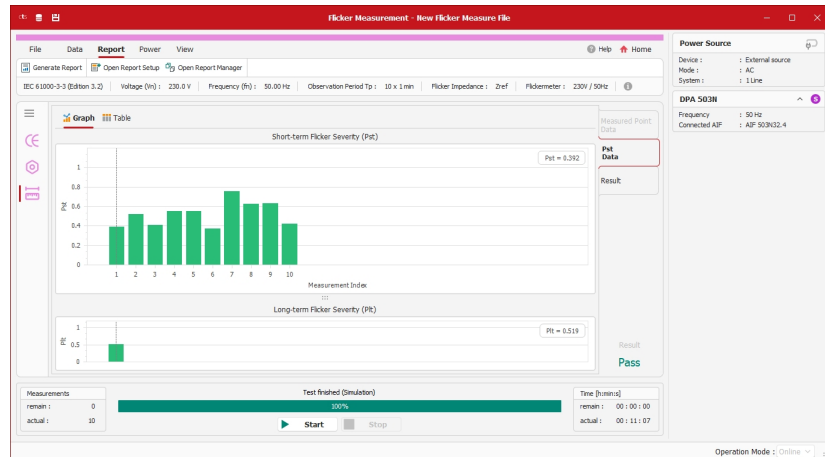 Flicker Measurement - New Flicker Measure File
File Data Report Power View Help Home
Generate Report Open Report Setup Open Report Manager
IEC 61000-3-3 (Edition 3.2) Voltage (Vn) : 230.0 V Frequency (fn) : 50.00 Hz Observation Period Tp : 10 x 1 min Flicker Impedance : Zref Flickermeter : 230V / 50Hz
Graph Table
Short-term Flicker Severity (Pst)
Pst = 0.392
Pst
1
0.8
0.6
0.4
0.2
0
1 2 3 4 5 6 7 8 9 10
Measurement Index
Long-term Flicker Severity (Plt)
Plt = 0.519
Plt
1
0.5
0
Measured Point
Data
Pst
Data
Result
Result
Pass
Measurements
remain : 0
actual : 10
Test finished (Simulation)
100%
Start Stop
Time [h:min:s]
remain : 00 : 00 : 00
actual : 00 : 11 : 07
Power Source
Device : : External source
Mode : : AC
System : : 1 Line
DPA 503N S
Frequency : 50 Hz
Connected AIF : AIF 503N32.4
Operation Mode : Online